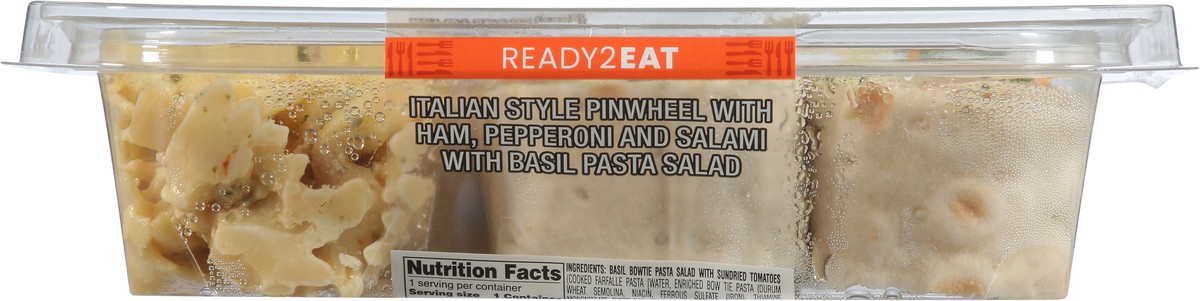 READY2EAT
ITALIAN STYLE PINWHEEL WITH
HAM, PEPPERONI AND SALAMI
WITH BASIL PASTA SALAD
Nutrition Facts
1 serving per container
Serving size 1 Container
INGREDIENTS: BASIL BOWTIE PASTA SALAD WITH SUNDRIED TOMATOES
(COOKED FARFALLE PASTA [WATER, ENRICHED BOW TIE PASTA (DURUM
WHEAT SEMOLINA, NIACIN, FERROUS SULFATE (IRON), THIAMINE